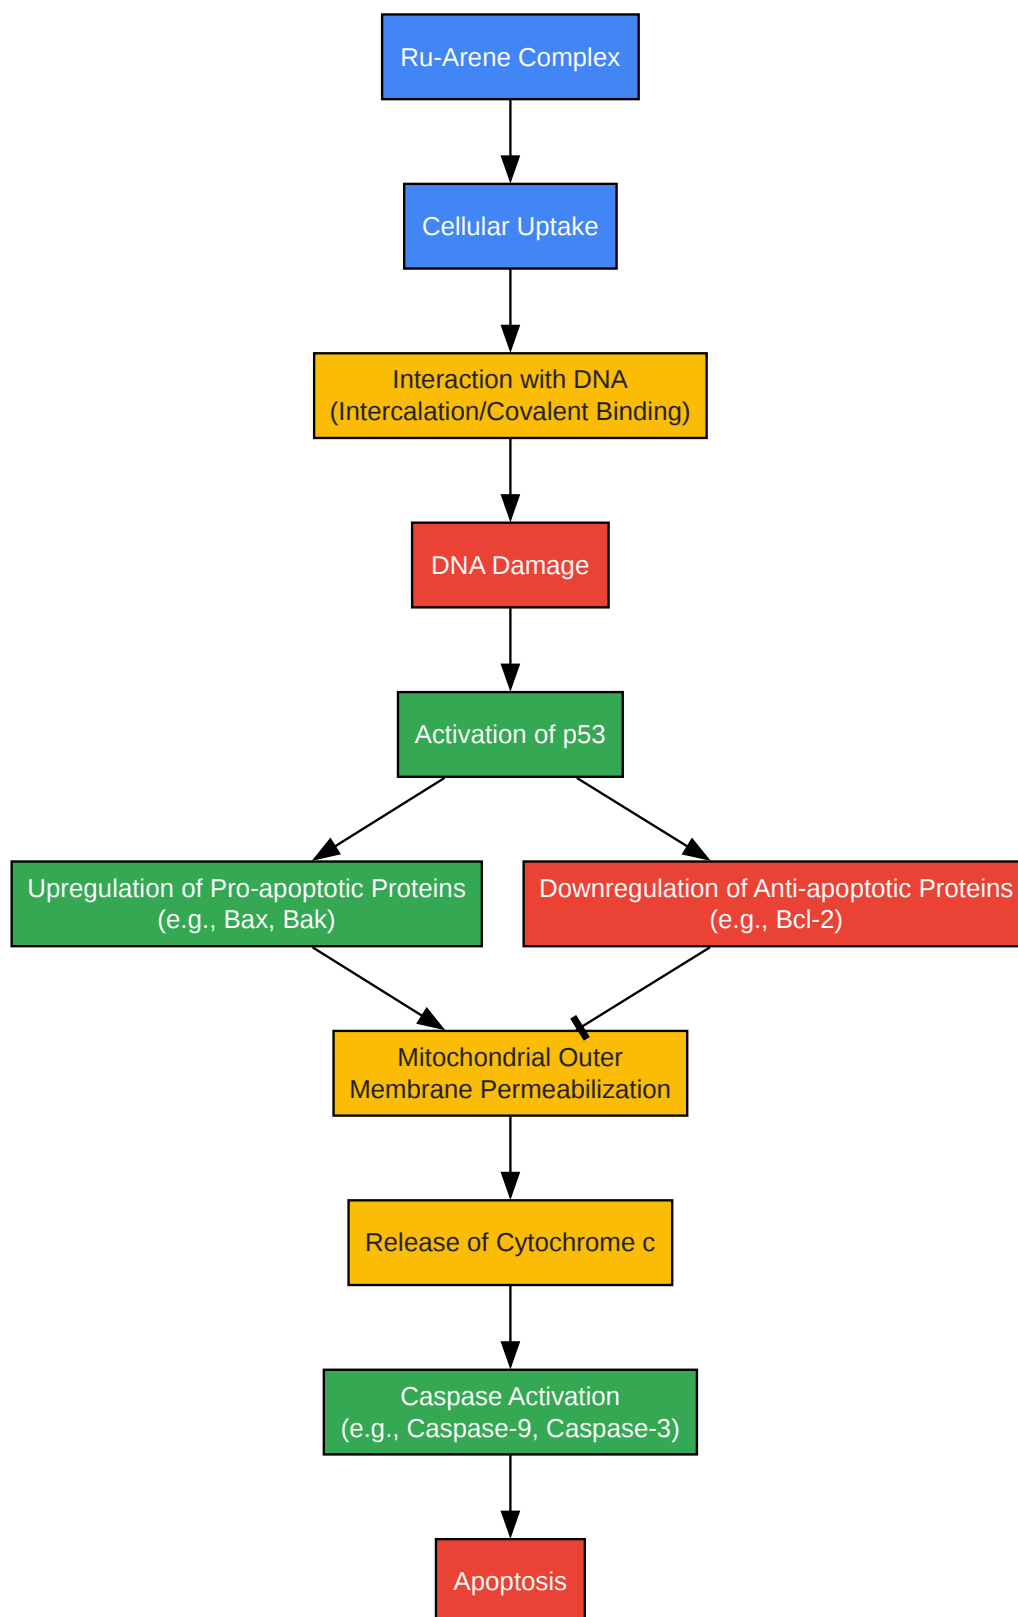 Ru-Arene Complex
Cellular Uptake
Interaction with DNA
(Intercalation/Covalent Binding)
DNA Damage
Activation of p53
Upregulation of Pro-apoptotic Proteins
(e.g., Bax, Bak)
Downregulation of Anti-apoptotic Proteins
(e.g., Bcl-2)
Mitochondrial Outer
Membrane Permeabilization
Release of Cytochrome c
Caspase Activation
(e.g., Caspase-9, Caspase-3)
Apoptosis